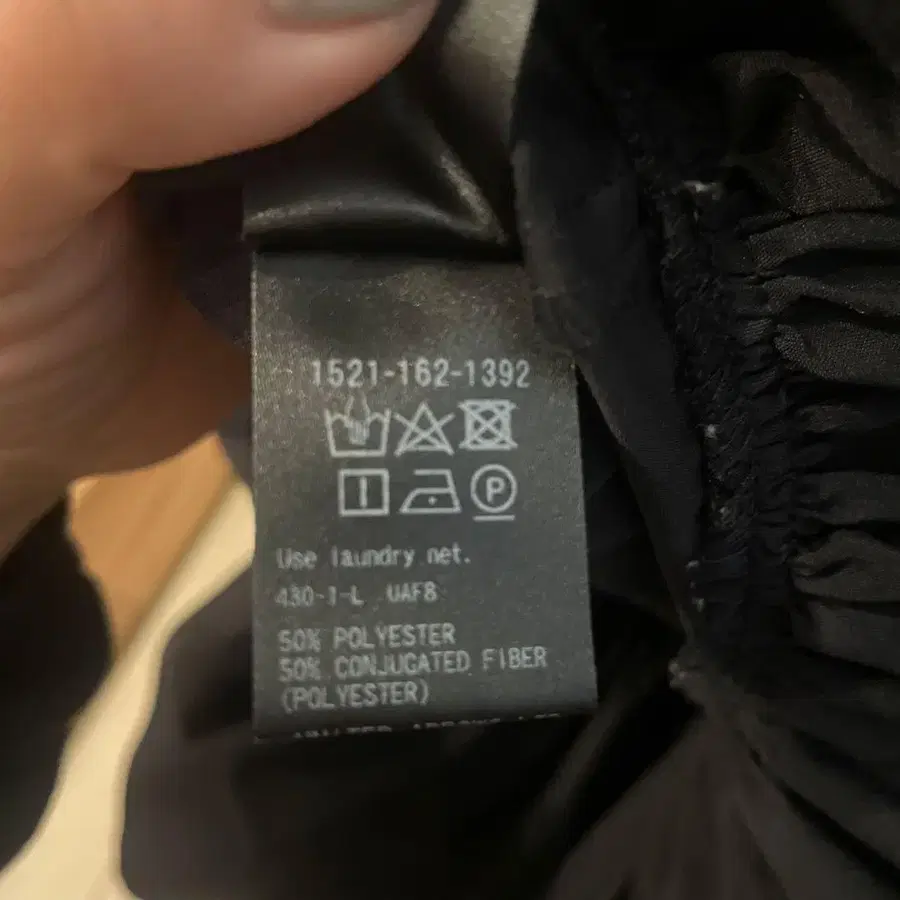 1521-162-1392
P
Use laundry net.
430-1-L UAF8
50% POLYESTER
50% CONJUGATED FIBER
(POLYESTER)